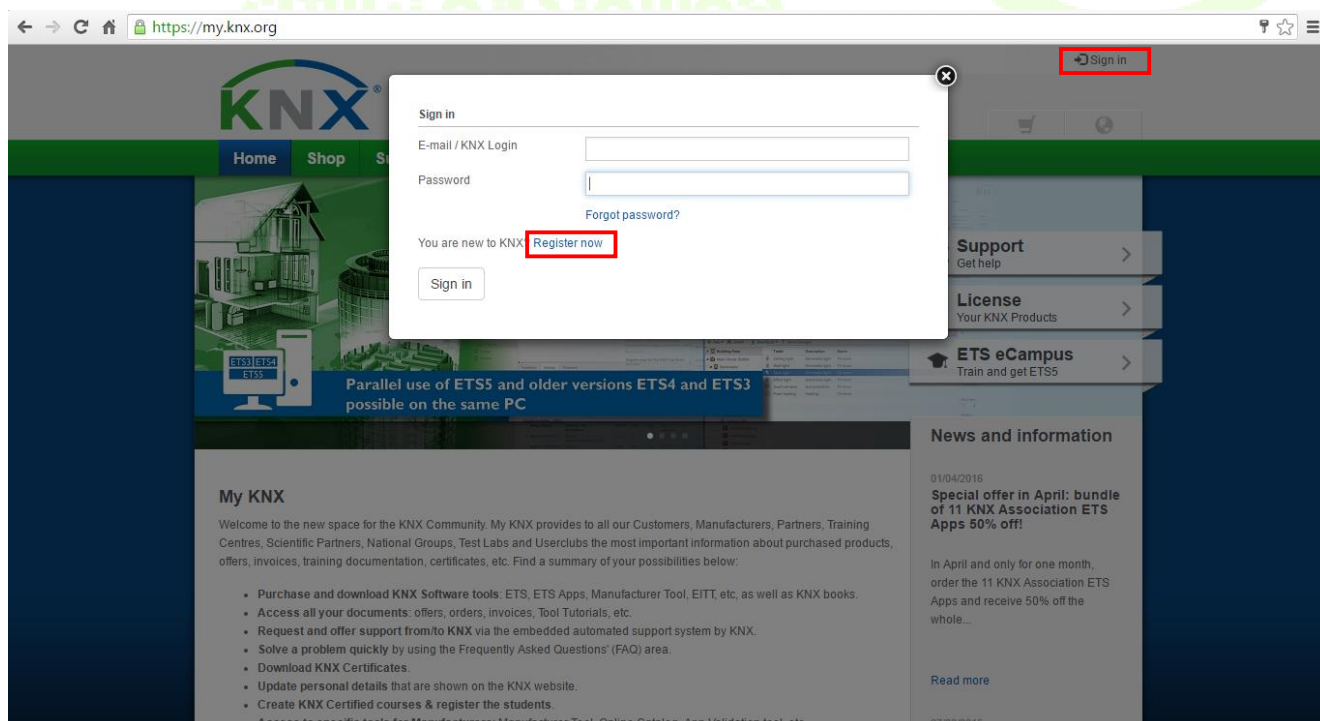 https://my.knx.org
Sign in
KNX®
Home Shop
Sign in
E-mail / KNX Login
Password
Forgot password?
You are new to KNX? Register now
Sign in
Support
Get help
License
Your KNX Products
ETS eCampus
Train and get ETS5
ETS3 ETS4
ETS5
Parallel use of ETS5 and older versions ETS4 and ETS3
possible on the same PC
My KNX
Welcome to the new space for the KNX Community. My KNX provides to all our Customers, Manufacturers, Partners, Training
Centres, Scientific Partners, National Groups, Test Labs and Userclubs the most important information about purchased products,
offers, invoices, training documentation, certificates, etc. Find a summary of your possibilities below:
• Purchase and download KNX Software tools: ETS, ETS Apps, Manufacturer Tool, EITT, etc, as well as KNX books.
• Access all your documents: offers, orders, invoices, Tool Tutorials, etc.
• Request and offer support from/to KNX via the embedded automated support system by KNX.
• Solve a problem quickly by using the Frequently Asked Questions' (FAQ) area.
• Download KNX Certificates.
• Update personal details that are shown on the KNX website.
• Create KNX Certified courses & register the students.
News and information
01/04/2016
Special offer in April: bundle
of 11 KNX Association ETS
Apps 50% off!
In April and only for one month,
order the 11 KNX Association ETS
Apps and receive 50% off the
whole...
Read more